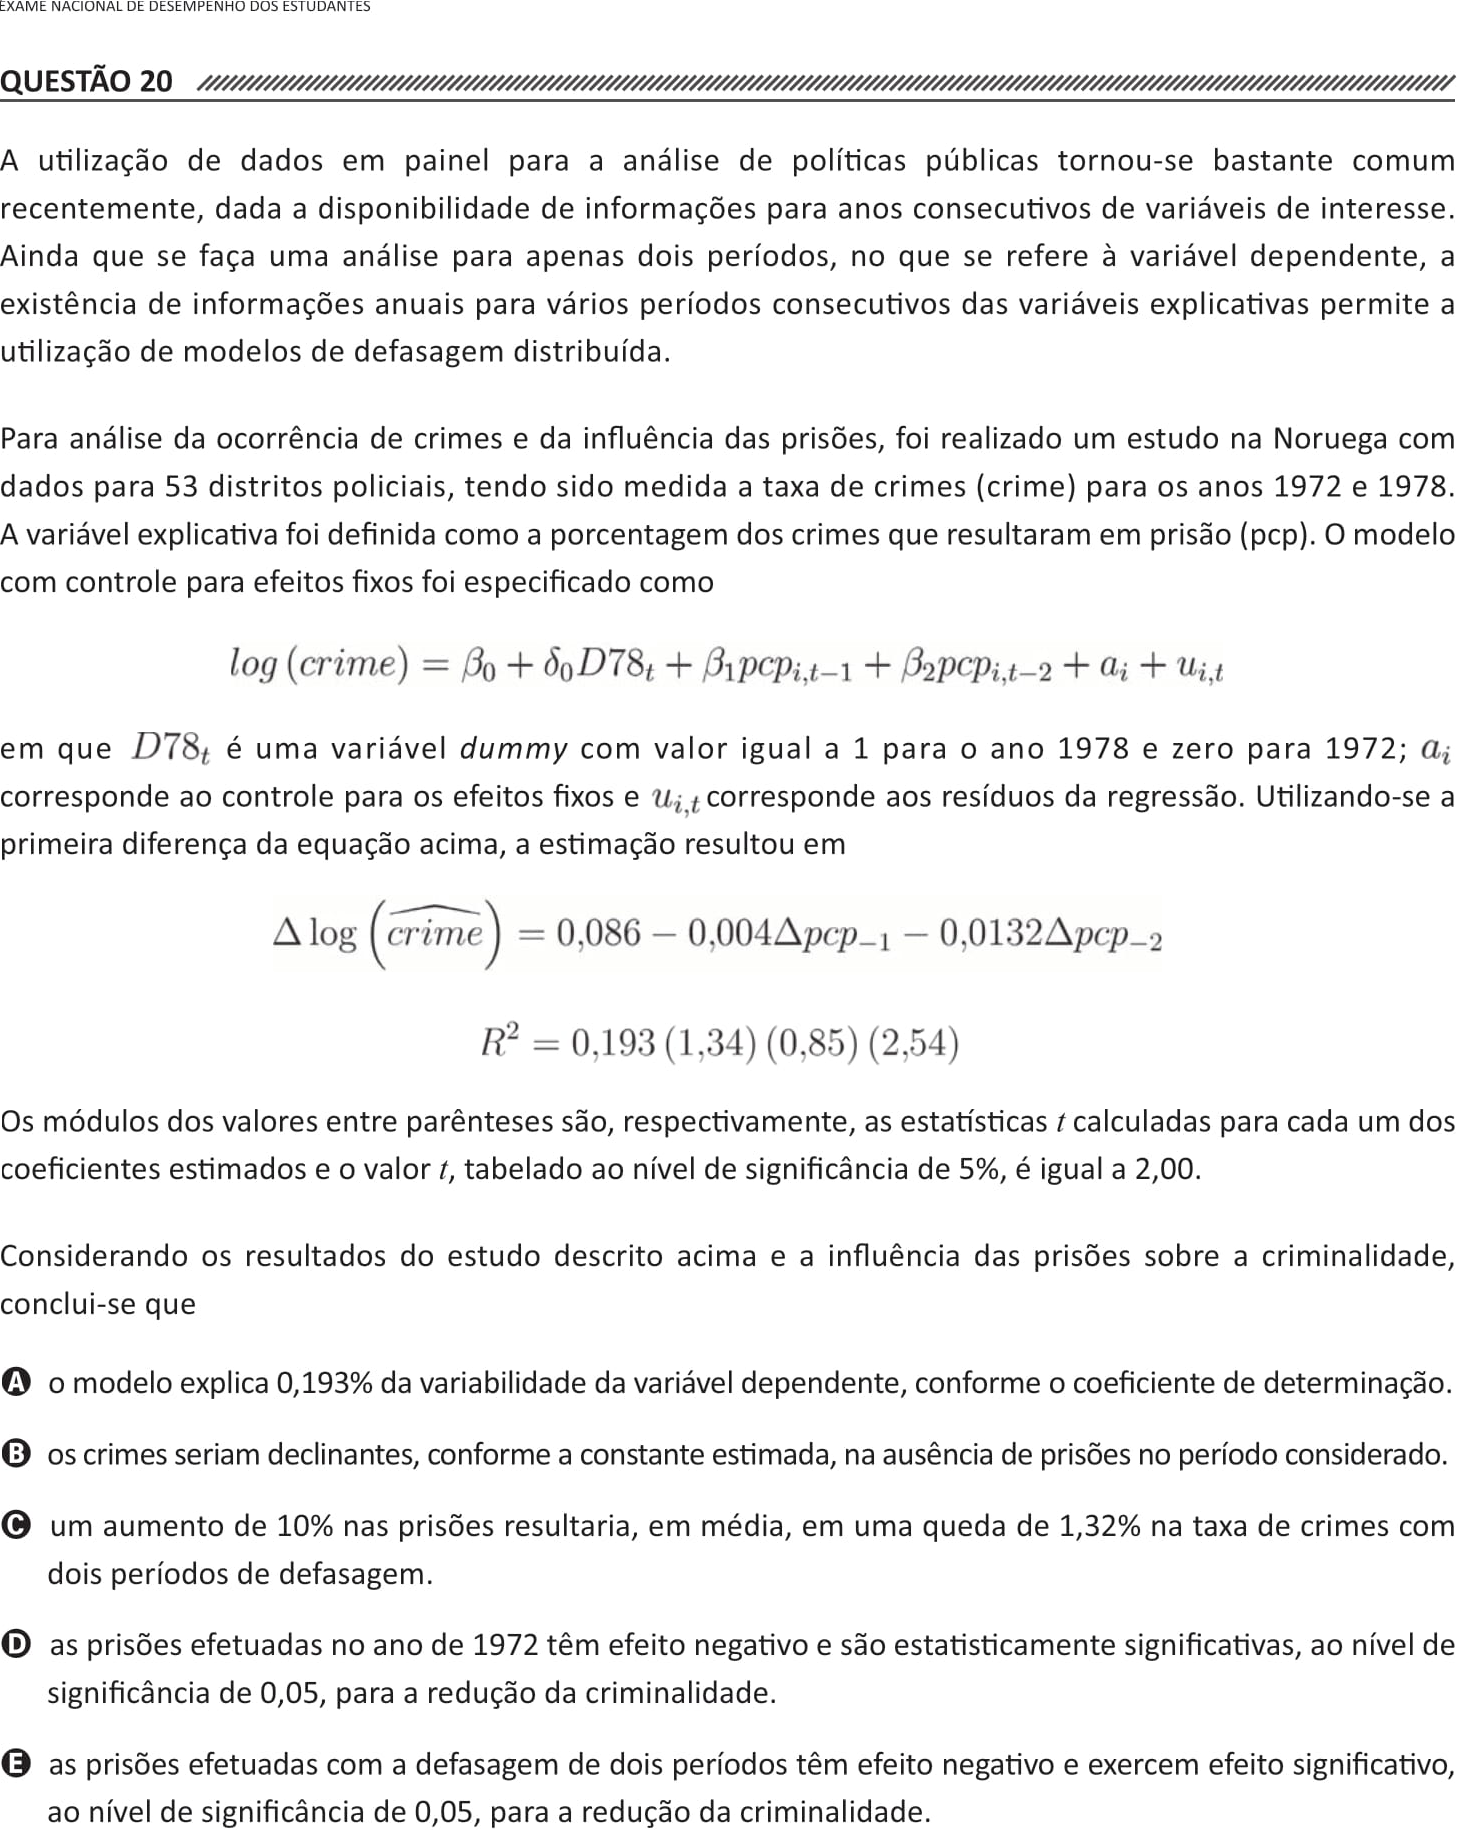 EXAME NACIONAL DE DESEMPENHO DOS ESTUDANTES
QUESTÃO 20
A utilização de dados em painel para a análise de políticas públicas tornou-se bastante comum
recentemente, dada a disponibilidade de informações para anos consecutivos de variáveis de interesse.
Ainda que se faça uma análise para apenas dois períodos, no que se refere à variável dependente, a
existência de informações anuais para vários períodos consecutivos das variáveis explicativas permite a
utilização de modelos de defasagem distribuída.
Para análise da ocorrência de crimes e da influência das prisões, foi realizado um estudo na Noruega com
dados para 53 distritos policiais, tendo sido medida a taxa de crimes (crime) para os anos 1972 e 1978.
A variável explicativa foi definida como a porcentagem dos crimes que resultaram em prisão (pcp). O modelo
com controle para efeitos fixos foi especificado como
$log\,(crime) = \beta_0 + \delta_0 D78_t + \beta_1 pcp_{i,t-1} + \beta_2 pcp_{i,t-2} + a_i + u_{i,t}$
em que $D78_t$ é uma variável dummy com valor igual a 1 para o ano 1978 e zero para 1972; $a_i$
corresponde ao controle para os efeitos fixos e $u_{i,t}$ corresponde aos resíduos da regressão. Utilizando-se a
primeira diferença da equação acima, a estimação resultou em
$\Delta \log\left(\widehat{crime}\right) = 0,086 - 0,004\Delta pcp_{-1} - 0,0132\Delta pcp_{-2}$
$R^2 = 0,193\,(1,34)\,(0,85)\,(2,54)$
Os módulos dos valores entre parênteses são, respectivamente, as estatísticas t calculadas para cada um dos
coeficientes estimados e o valor t, tabelado ao nível de significância de 5%, é igual a 2,00.
Considerando os resultados do estudo descrito acima e a influência das prisões sobre a criminalidade,
conclui-se que
A o modelo explica 0,193% da variabilidade da variável dependente, conforme o coeficiente de determinação.
B os crimes seriam declinantes, conforme a constante estimada, na ausência de prisões no período considerado.
C um aumento de 10% nas prisões resultaria, em média, em uma queda de 1,32% na taxa de crimes com
dois períodos de defasagem.
D as prisões efetuadas no ano de 1972 têm efeito negativo e são estatisticamente significativas, ao nível de
significância de 0,05, para a redução da criminalidade.
E as prisões efetuadas com a defasagem de dois períodos têm efeito negativo e exercem efeito significativo,
ao nível de significância de 0,05, para a redução da criminalidade.